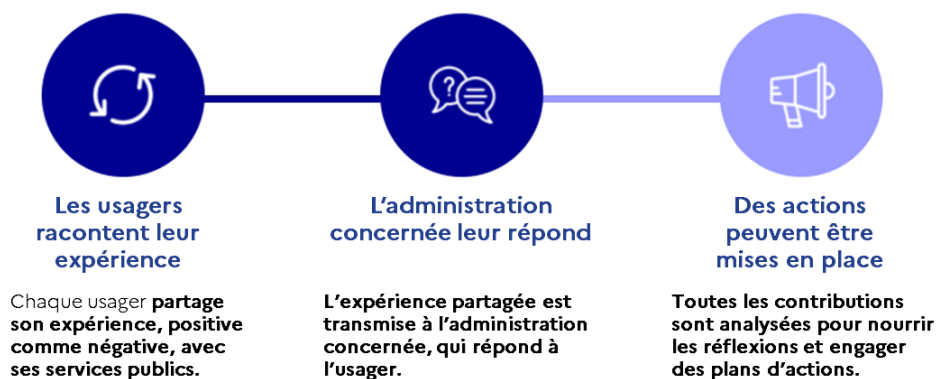 Les usagers
racontent leur
expérience
Chaque usager partage
son expérience, positive
comme négative, avec
ses services publics.
?
L'administration
concernée leur répond
L'expérience partagée est
transmise à l'administration
concernée, qui répond à
l'usager.
Des actions
peuvent être
mises en place
Toutes les contributions
sont analysées pour nourrir
les réflexions et engager
des plans d'actions.